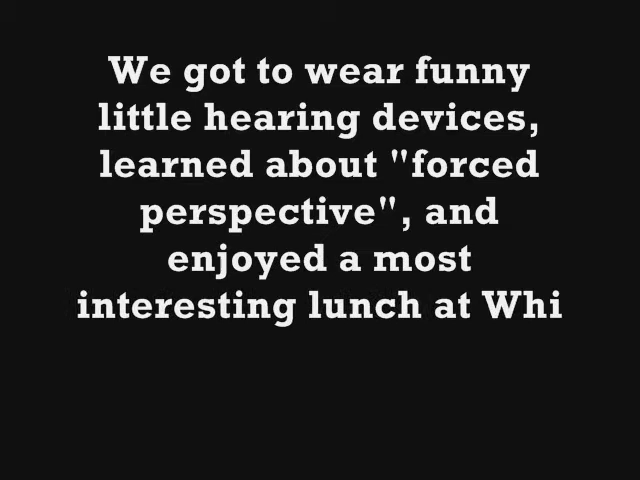 We got to wear funny
little hearing devices,
learned about "forced
perspective", and
enjoyed a most
interesting lunch at Whi